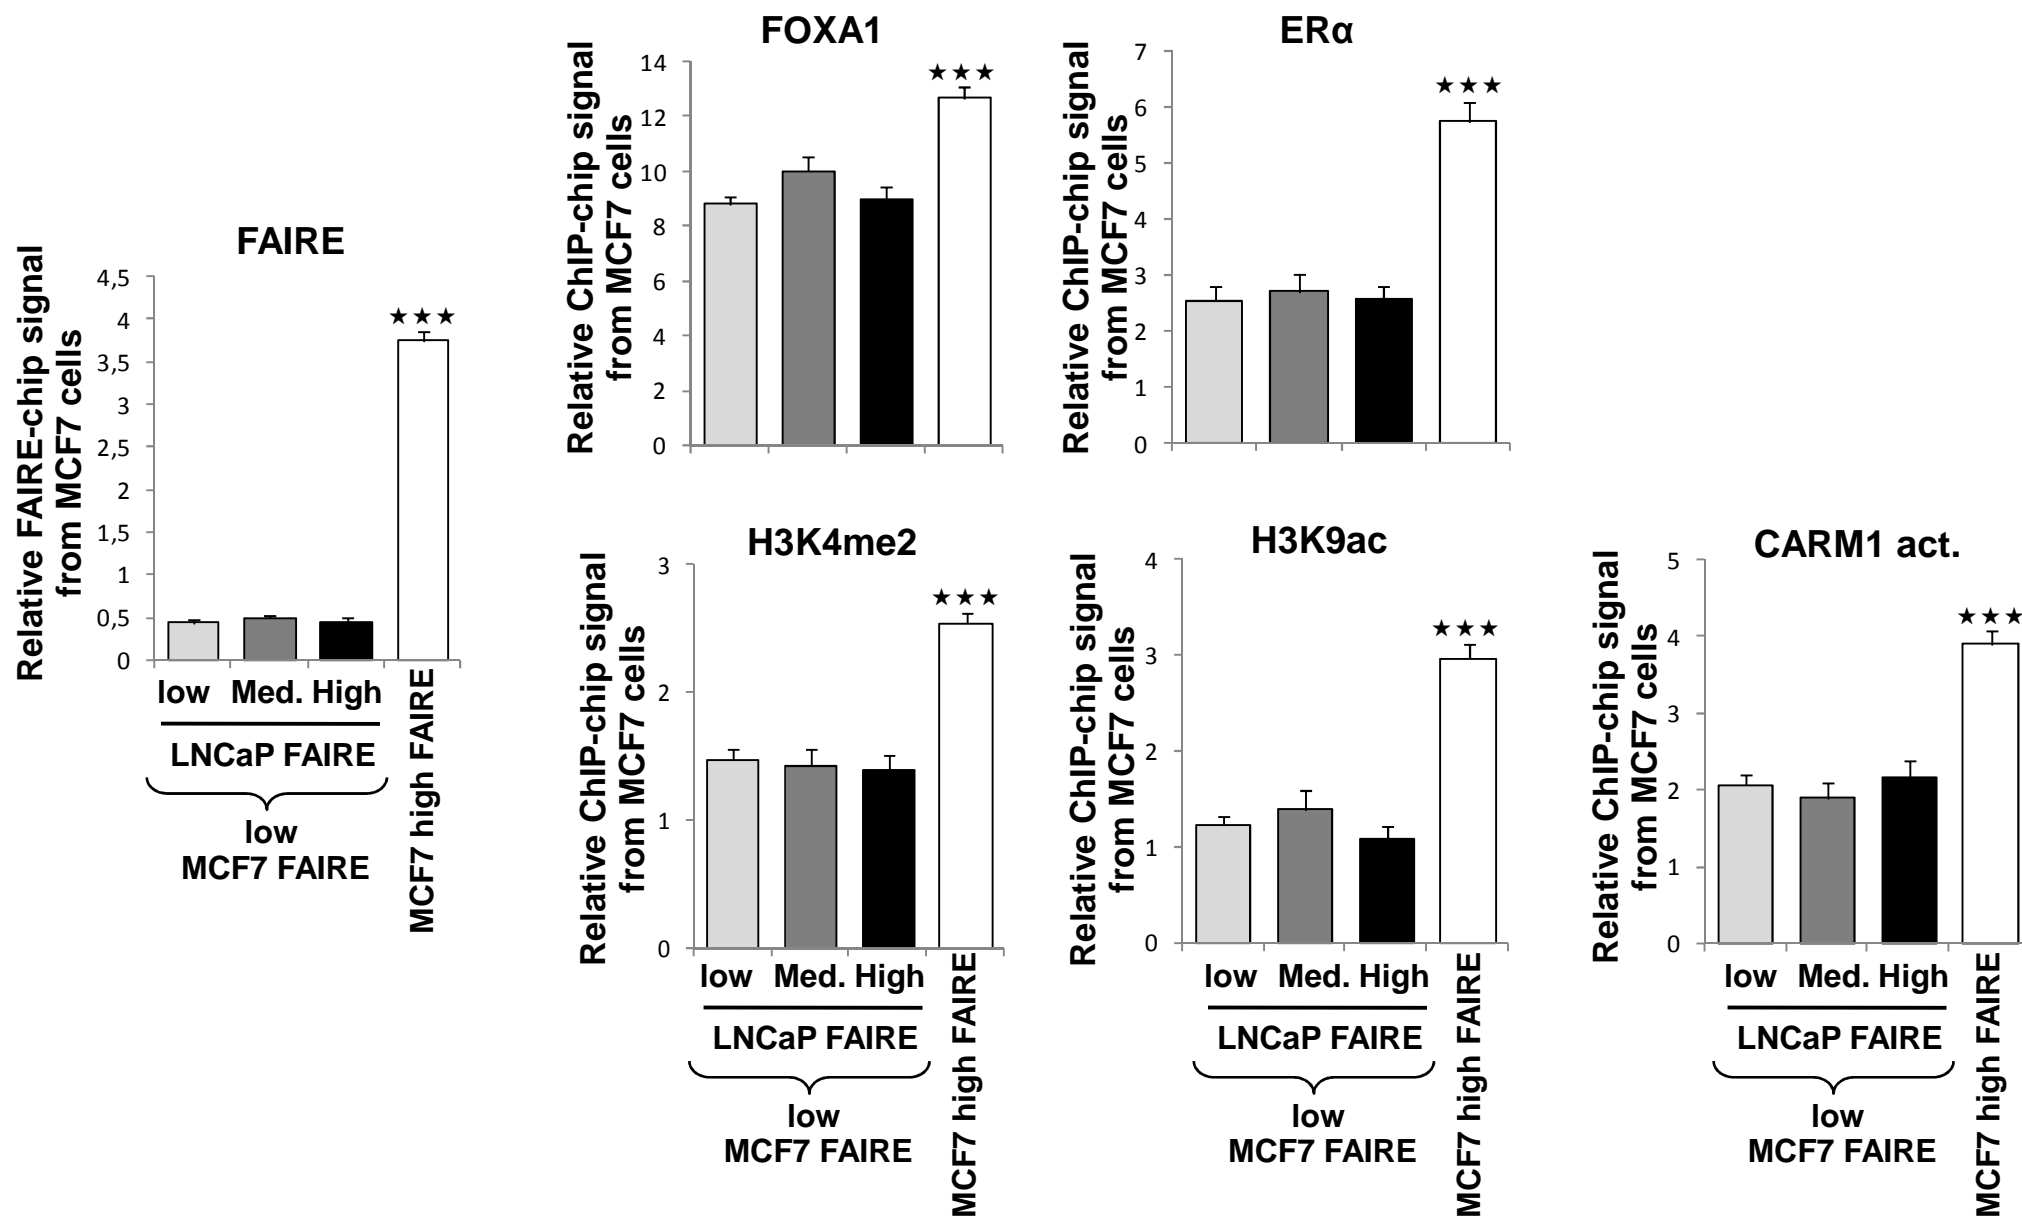 FAIRE
Relative FAIRE-chip signal
from MCF7 cells
4,5
4
3,5
3
2,5
2
1,5
1
0,5
0
★★★
low Med. High
LNCaP FAIRE
low
MCF7 FAIRE
MCF7 high FAIRE
FOXA1
Relative ChIP-chip signal
from MCF7 cells
14
12
10
8
6
4
2
0
★★★
ERα
Relative ChIP-chip signal
from MCF7 cells
7
6
5
4
3
2
1
0
★★★
H3K4me2
Relative ChIP-chip signal
from MCF7 cells
3
2
1
0
★★★
low Med. High
LNCaP FAIRE
low
MCF7 FAIRE
MCF7 high FAIRE
H3K9ac
Relative ChIP-chip signal
from MCF7 cells
4
3
2
1
0
★★★
low Med. High
LNCaP FAIRE
low
MCF7 FAIRE
MCF7 high FAIRE
CARM1 act.
Relative ChIP-chip signal
from MCF7 cells
5
4
3
2
1
0
★★★
low Med. High
LNCaP FAIRE
low
MCF7 FAIRE
MCF7 high FAIRE